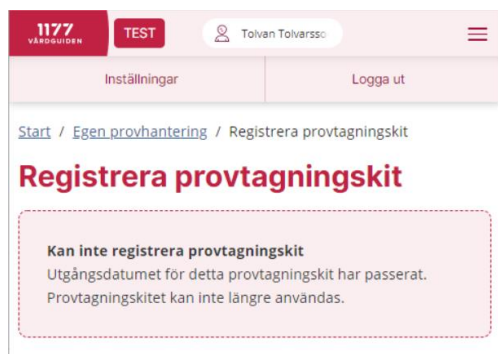 1177
VÅRDGUIDEN
TEST
Tolvan Tolvarsso
Inställningar
Logga ut
Start / Egen provhantering / Registrera provtagningskit
Registrera provtagningskit
Kan inte registrera provtagningskit
Utgångsdatumet för detta provtagningskit har passerat.
Provtagningskitet kan inte längre användas.